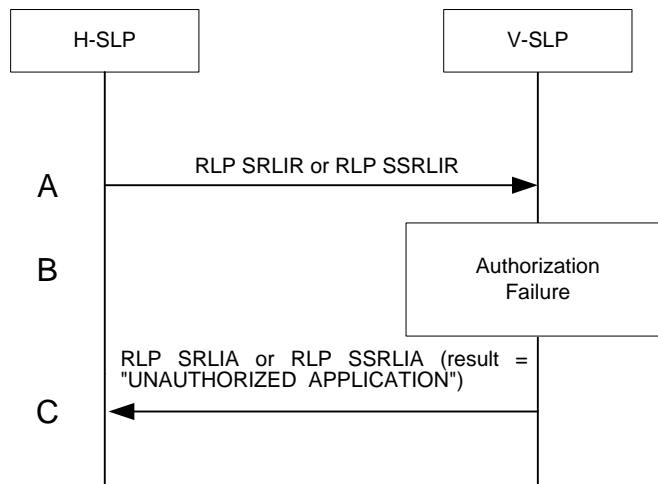 H-SLP
V-SLP
RLP SRLIR or RLP SSRLIR
A
B
Authorization
Failure
RLP SRLIA or RLP SSRLIA (result =
"UNAUTHORIZED APPLICATION")
C